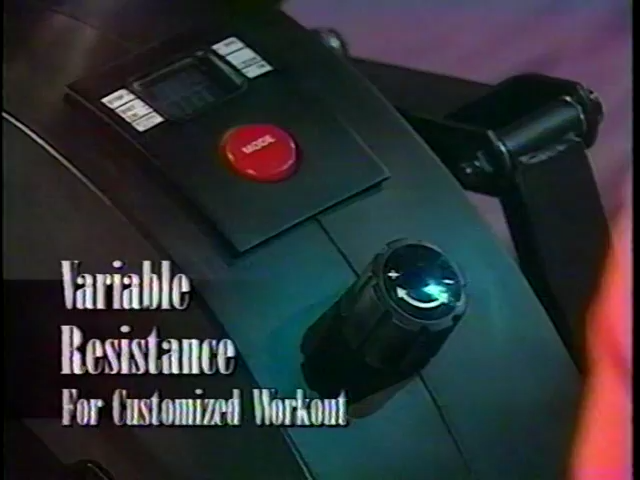 MODE
+
-
Variable
Resistance
For Customized Workout